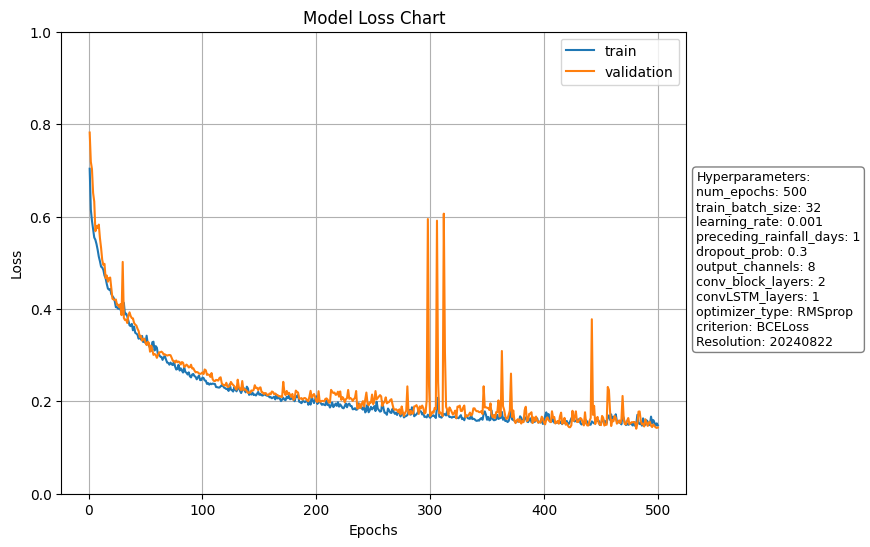 Model Loss Chart
1.0
0.8
0.6
0.4
0.2
0.0
Loss
0
100
200
300
400
500
Epochs
train
validation
Hyperparameters:
num_epochs: 500
train_batch_size: 32
learning_rate: 0.001
preceding_rainfall_days: 1
dropout_prob: 0.3
output_channels: 8
conv_block_layers: 2
convLSTM_layers: 1
optimizer_type: RMSprop
criterion: BCELoss
Resolution: 20240822